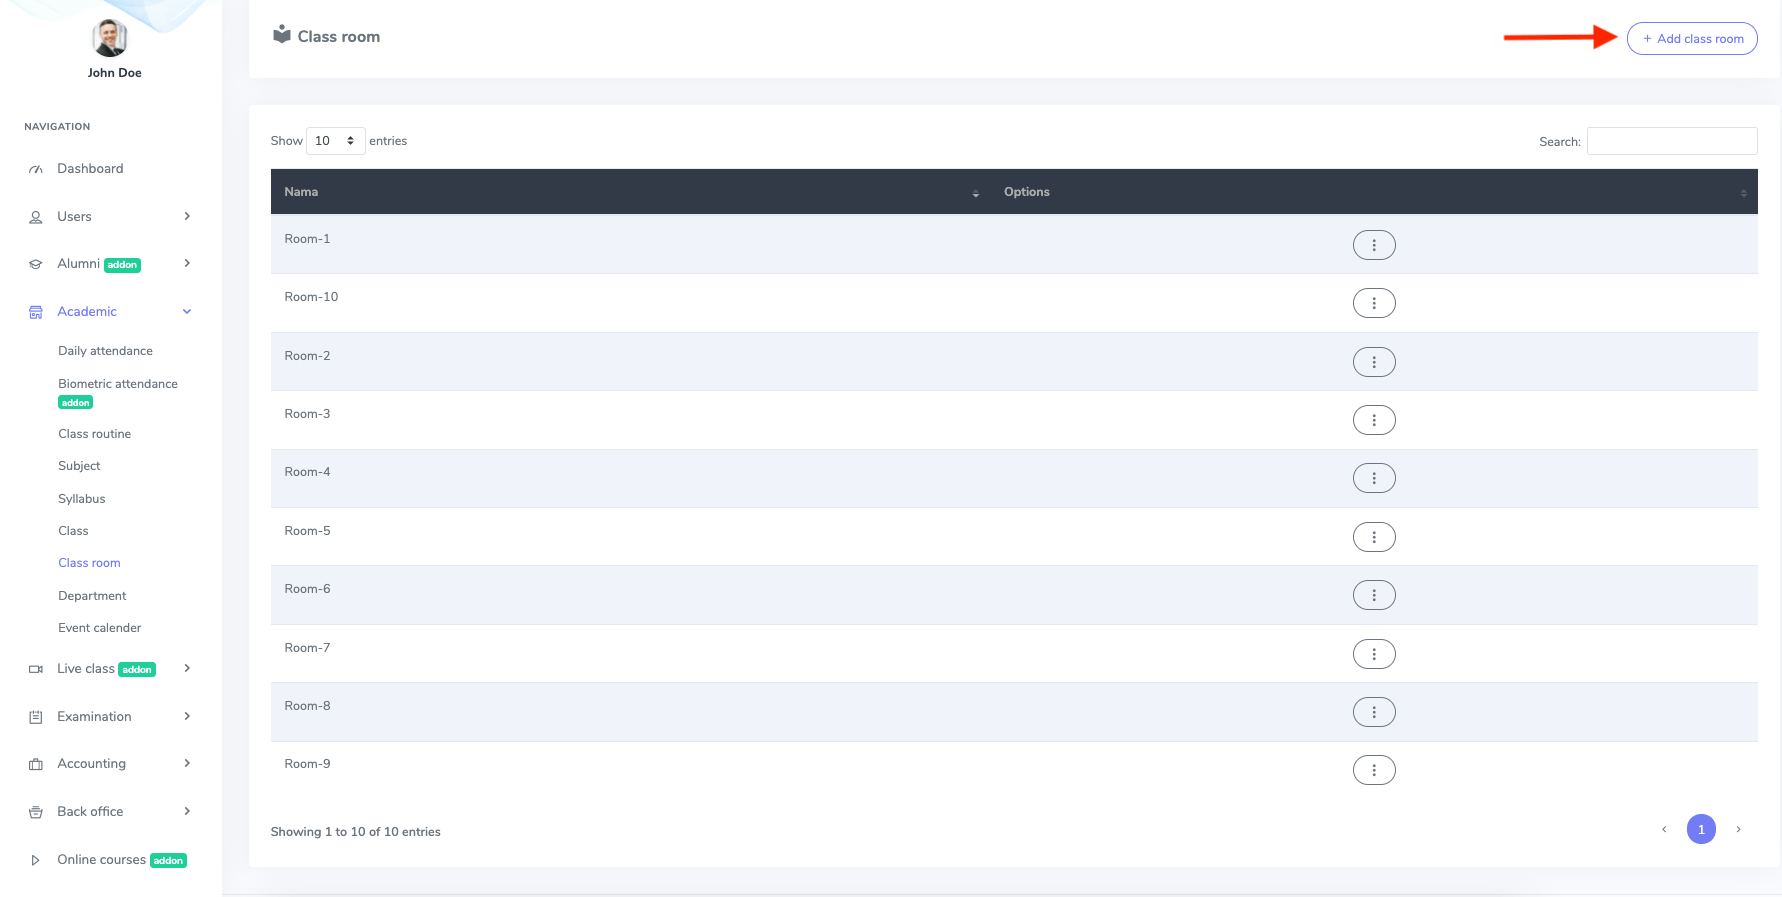 John Doe
NAVIGATION
Dashboard
Users
Alumni addon
Academic
Daily attendance
Biometric attendance
addon
Class routine
Subject
Syllabus
Class
Class room
Department
Event calender
Live class addon
Examination
Accounting
Back office
Online courses addon
Class room
+ Add class room
Show 10 entries
Search:
Nama Options
Room-1
Room-10
Room-2
Room-3
Room-4
Room-5
Room-6
Room-7
Room-8
Room-9
Showing 1 to 10 of 10 entries
‹ 1 ›